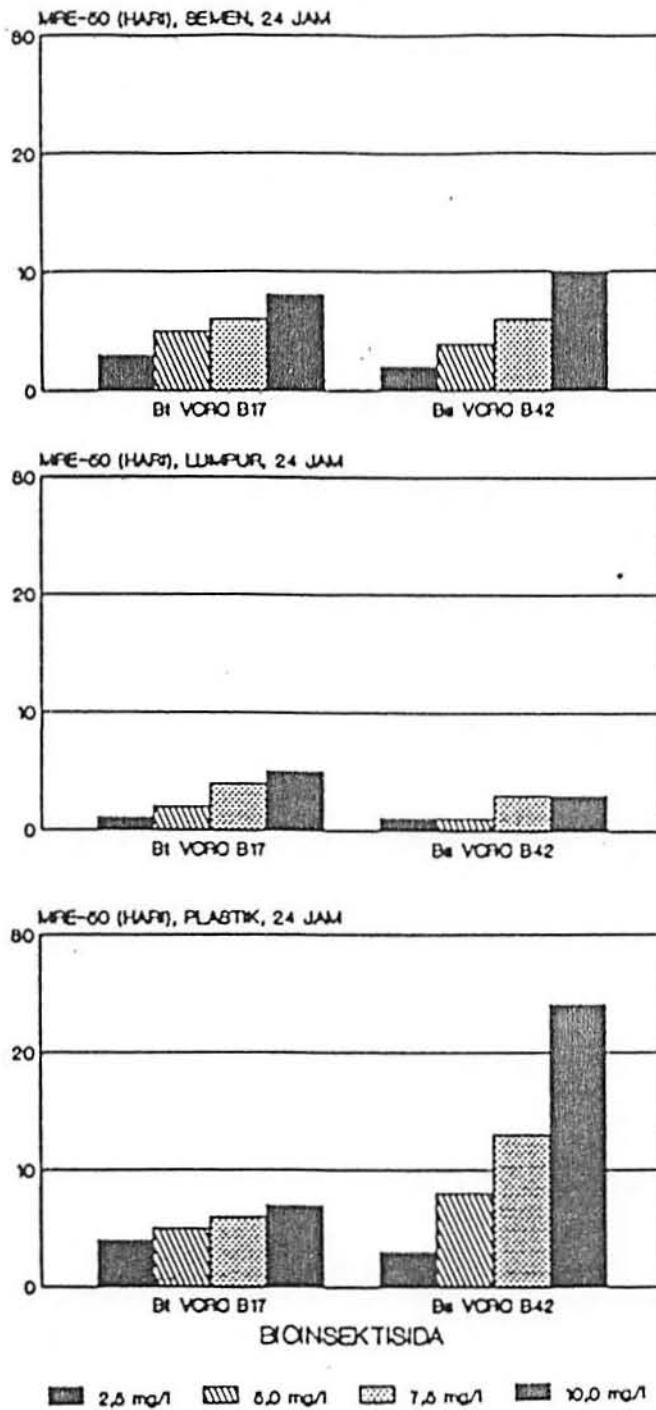 MRE-50 (HARI), SEMEN, 24 JAM
30
20
10
0
Bt VCRC B17 Bs VCRC B42
MRE-50 (HARI), LUMPUR, 24 JAM
30
20
10
0
Bt VCRC B17 Bs VCRC B42
MRE-50 (HARI), PLASTIK, 24 JAM
30
20
10
0
Bt VCRC B17 Bs VCRC B42
BIOINSEKTISIDA
2,5 mg/l 5,0 mg/l 7,5 mg/l 10,0 mg/l